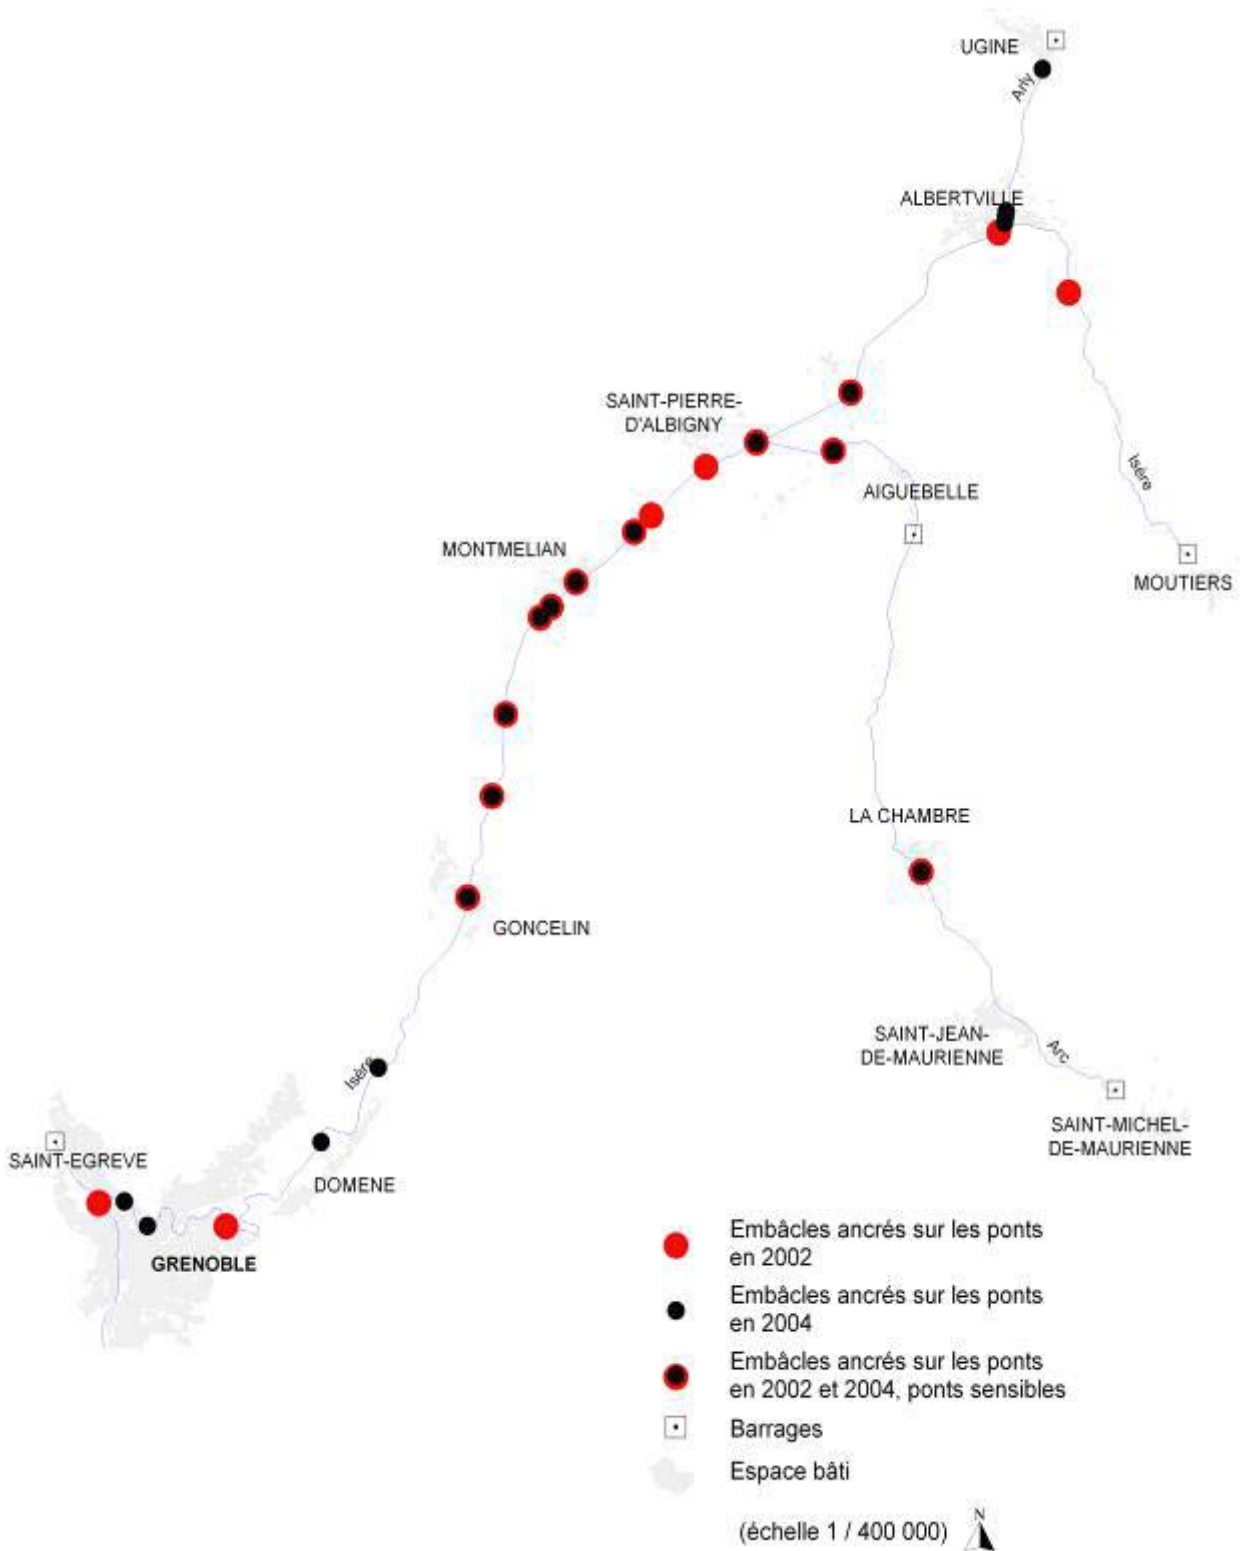 UGINE
Arly
ALBERTVILLE
SAINT-PIERRE-
D'ALBIGNY
Isère
AIGUEBELLE
MONTMELIAN
MOUTIERS
LA CHAMBRE
GONCELIN
SAINT-JEAN-
DE-MAURIENNE
Arc
Isère
SAINT-MICHEL-
DE-MAURIENNE
SAINT-EGREVE
DOMENE
GRENOBLE
Embâcles ancrés sur les ponts
en 2002
Embâcles ancrés sur les ponts
en 2004
Embâcles ancrés sur les ponts
en 2002 et 2004, ponts sensibles
Barrages
Espace bâti
N
(échelle 1 / 400 000)